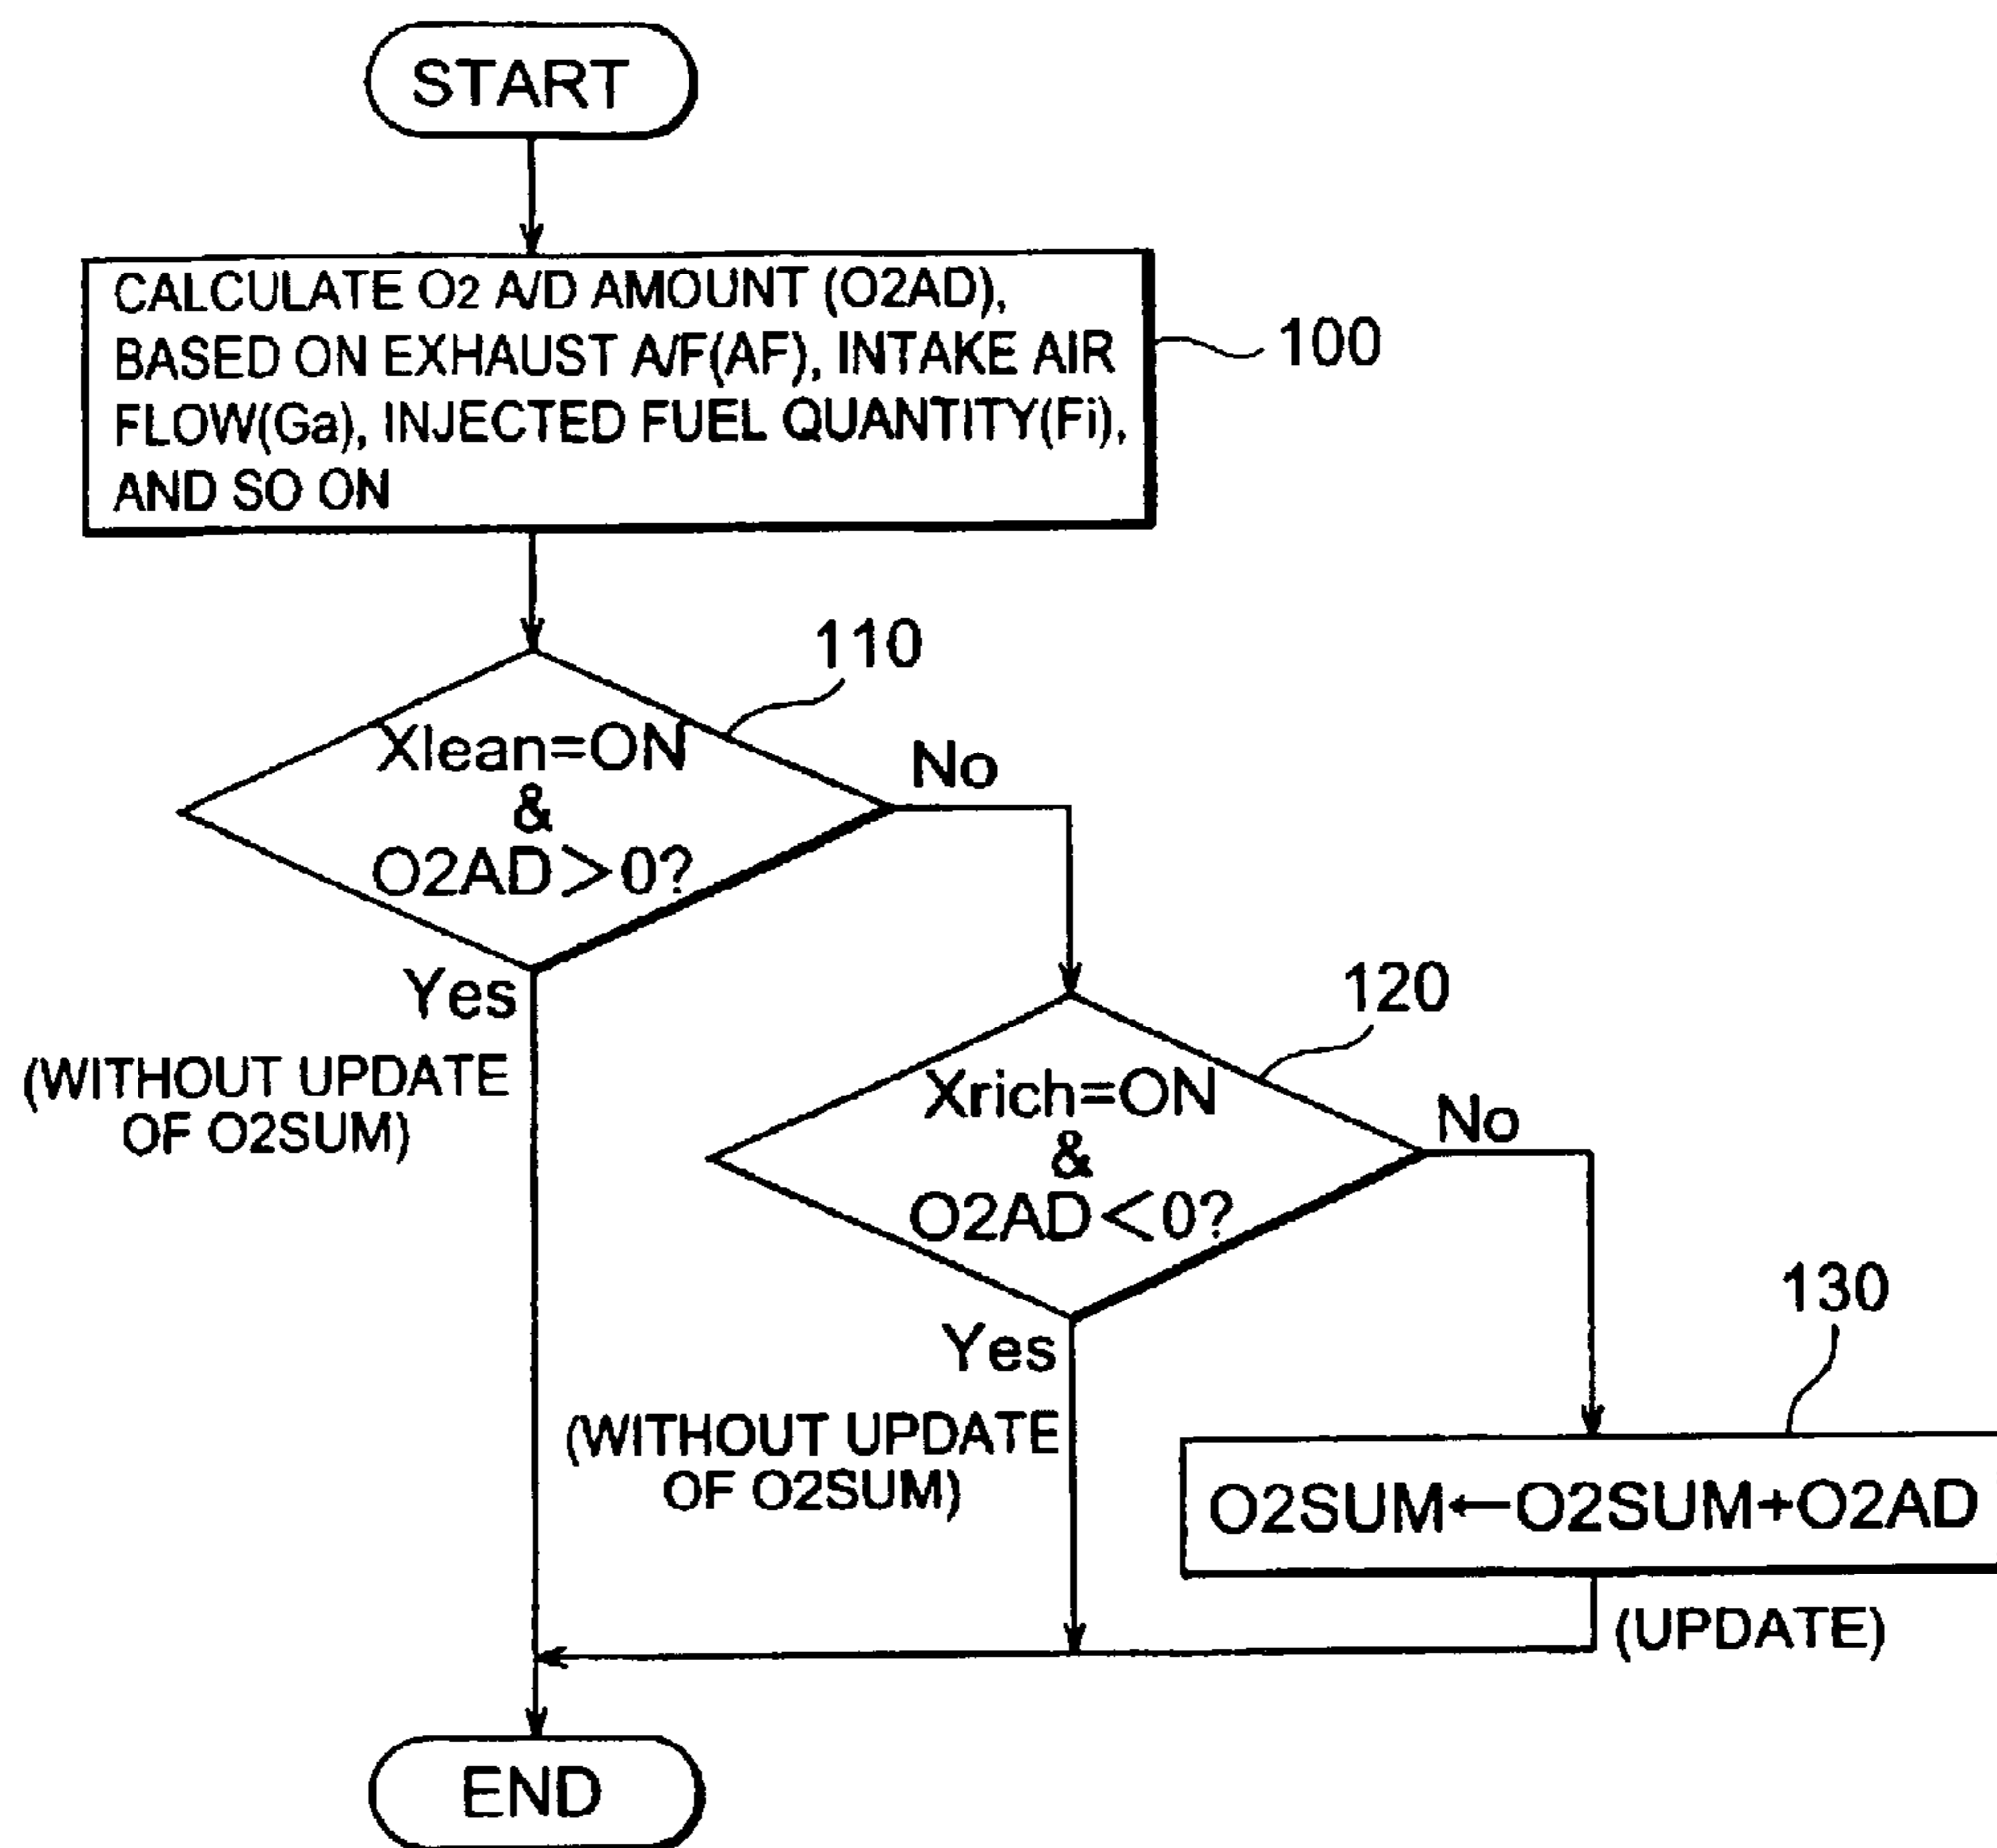 START
CALCULATE O2 A/D AMOUNT (O2AD),
BASED ON EXHAUST A/F(AF), INTAKE AIR
FLOW(Ga), INJECTED FUEL QUANTITY(Fi),
AND SO ON
100
110
Xlean=ON
&
O2AD>0?
No
Yes
(WITHOUT UPDATE
OF O2SUM)
120
Xrich=ON
&
O2AD<0?
No
Yes
(WITHOUT UPDATE
OF O2SUM)
130
O2SUM←O2SUM+O2AD
(UPDATE)
END